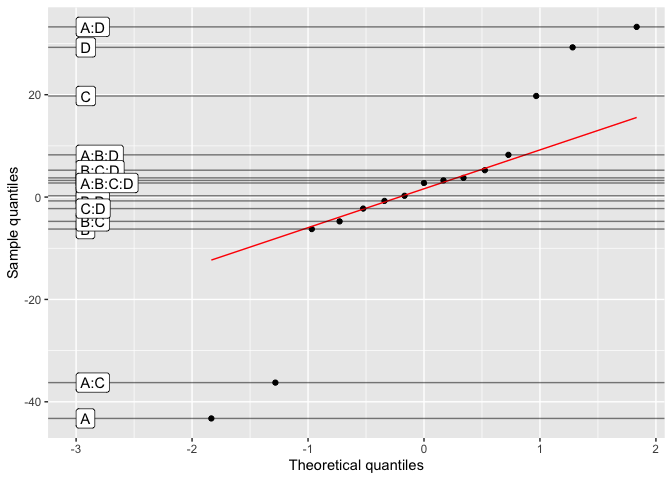 A:D
D
C
A:B:D
B:C:D
A:B:C:D
C:D
B:C
B
A:C
A
20
0
-20
-40
-3
-2
-1
0
1
2
Theoretical quantiles
Sample quantiles